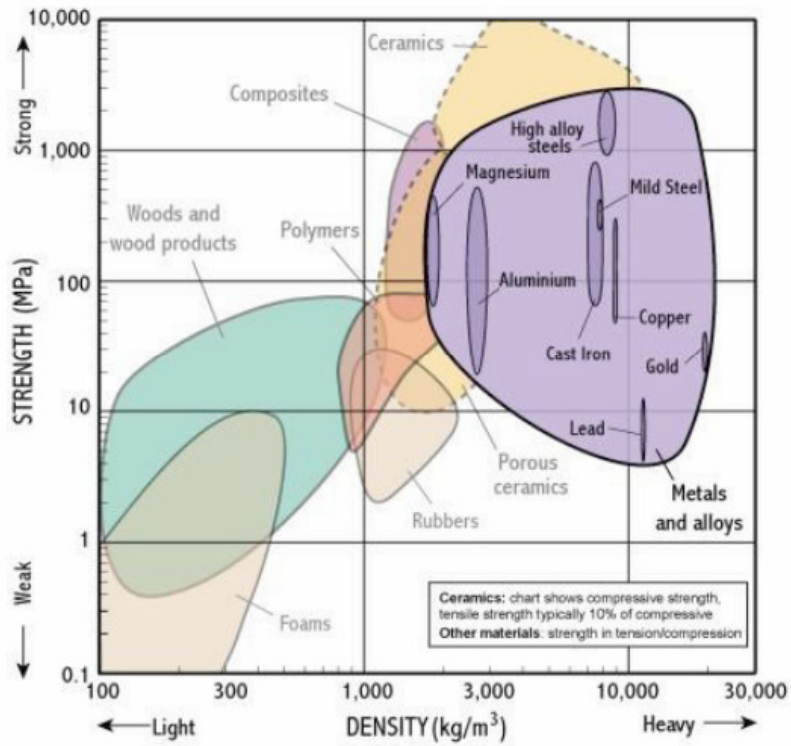 10,000
Ceramics
Composites
Strong
High alloy
steels
1,000
Magnesium
Mild Steel
Woods and
wood products
Polymers
STRENGTH (MPa)
100
Aluminium
Copper
Cast Iron
Gold
10
Lead
Porous
ceramics
Metals
and alloys
Rubbers
1
Weak
Ceramics: chart shows compressive strength,
tensile strength typically 10% of compressive
Other materials: strength in tension/compression
Foams
0.1
100
300
1,000
3,000
10,000
30,000
Light
DENSITY (kg/m³)
Heavy